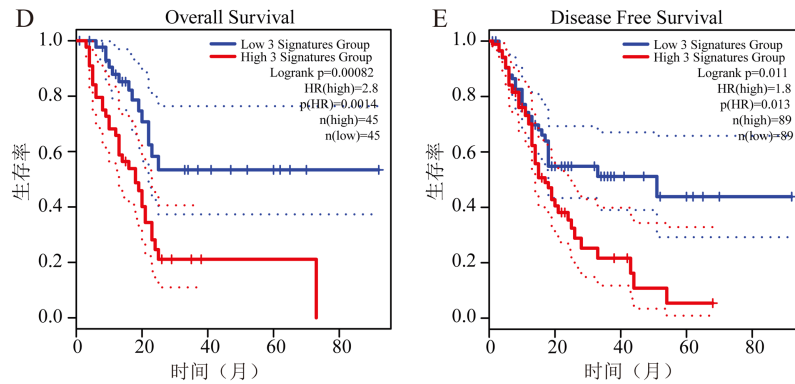 D
Overall Survival
Low 3 Signatures Group
High 3 Signatures Group
Logrank p=0.00082
HR(high)=2.8
p(HR)=0.0014
n(high)=45
n(low)=45
生存率
1.0
0.8
0.6
0.4
0.2
0.0
0
20
40
60
80
时间（月）
E
Disease Free Survival
Low 3 Signatures Group
High 3 Signatures Group
Logrank p=0.011
HR(high)=1.8
p(HR)=0.013
n(high)=89
n(low)=89
生存率
1.0
0.8
0.6
0.4
0.2
0.0
0
20
40
60
80
时间（月）